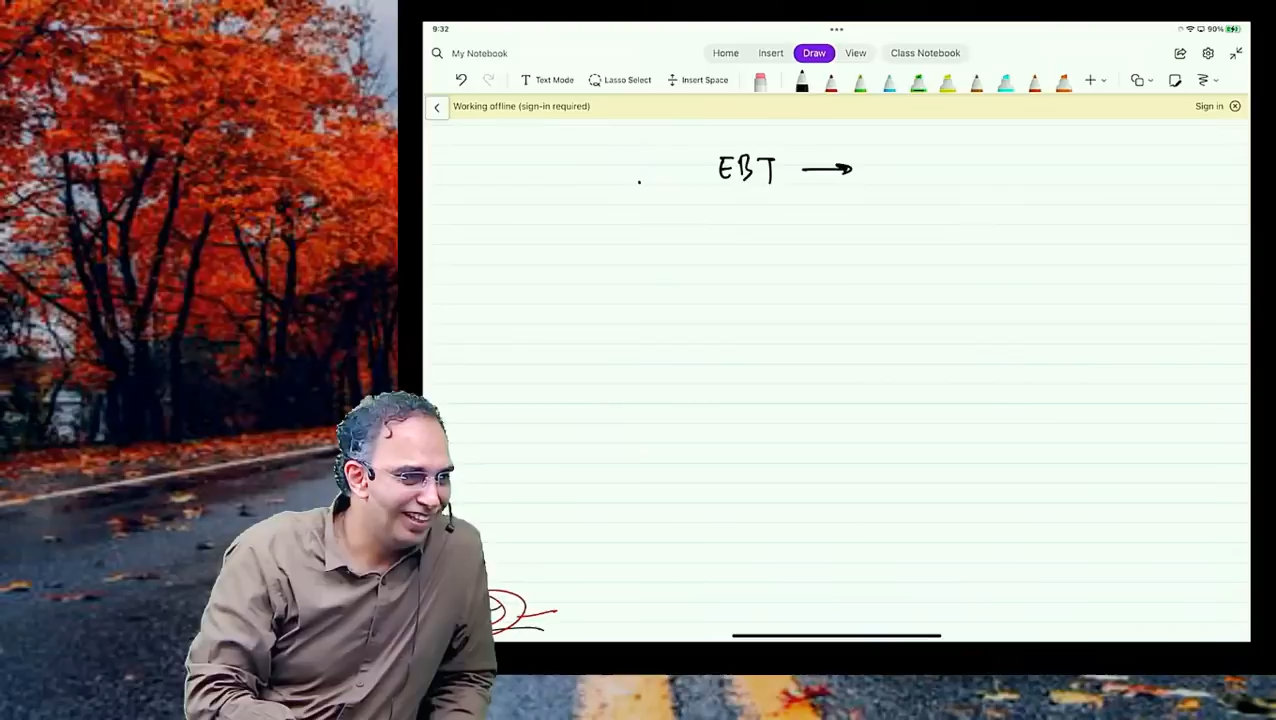 9:32
90%
My Notebook
Home Insert Draw View Class Notebook
Text Mode Lasso Select Insert Space
Working offline (sign-in required) Sign in
EBT →